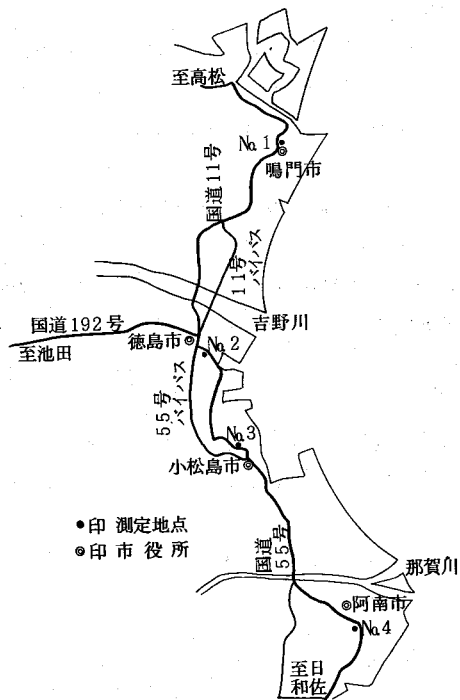 至高松
No.1
鳴門市
国道11号
11号
バイパス
吉野川
国道192号
至池田
徳島市
No.2
55号
バイパス
No.3
小松島市
●印 測定地点
◎印 市役所
国道
55号
那賀川
阿南市
No.4
至日
和佐